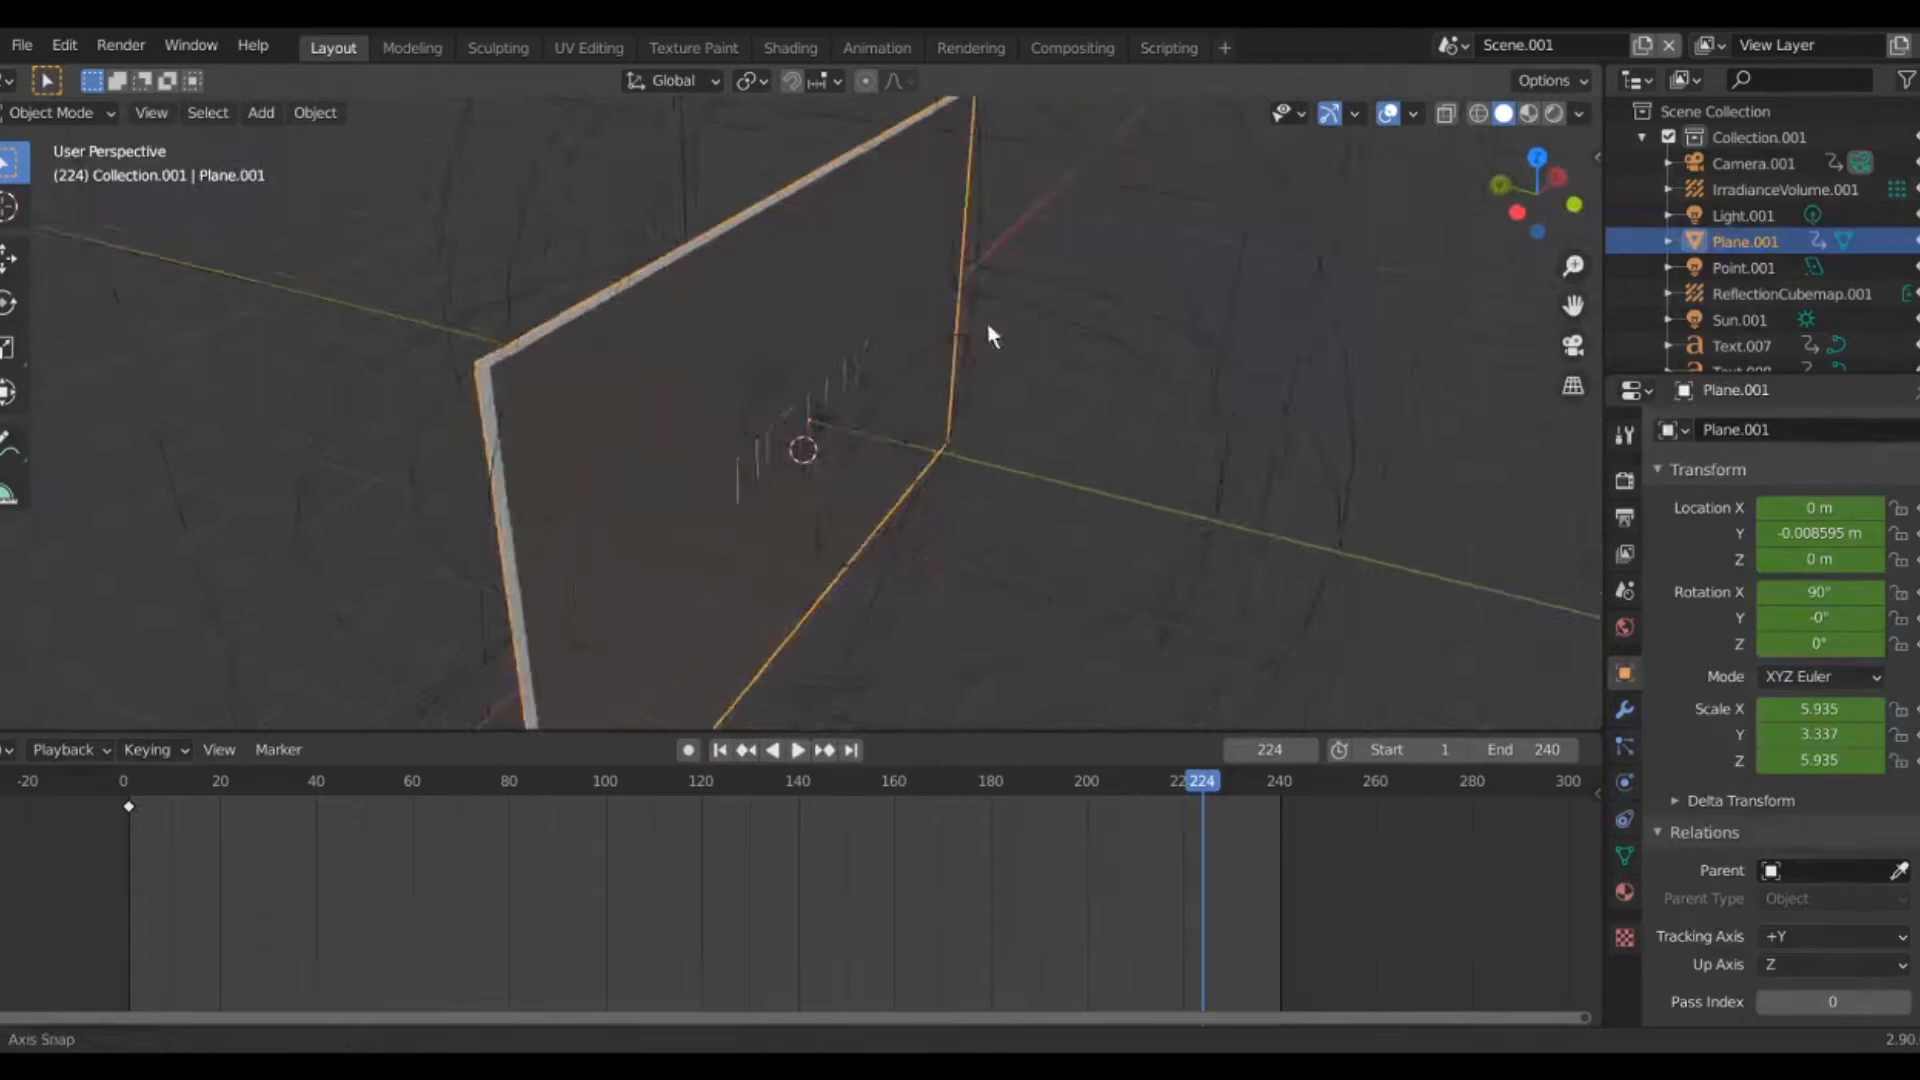 File Edit Render Window Help Layout Modeling Sculpting UV Editing Texture Paint Shading Animation Rendering Compositing Scripting + Scene.001 View Layer
Global Options
Object Mode View Select Add Object
User Perspective
(224) Collection.001 | Plane.001
Z
Scene Collection
Collection.001
Camera.001
IrradianceVolume.001
Light.001
Plane.001
Point.001
ReflectionCubemap.001
Sun.001
Text.007
Plane.001
Plane.001
Transform
Location X 0 m
Y -0.008595 m
Z 0 m
Rotation X 90°
Y -0°
Z 0°
Mode XYZ Euler
Scale X 5.935
Y 3.337
Z 5.935
Delta Transform
Relations
Parent
Parent Type Object
Tracking Axis +Y
Up Axis Z
Pass Index 0
Playback Keying View Marker 224 Start 1 End 240
-20 0 20 40 60 80 100 120 140 160 180 200 22 224 240 260 280 300
Axis Snap 2.90.